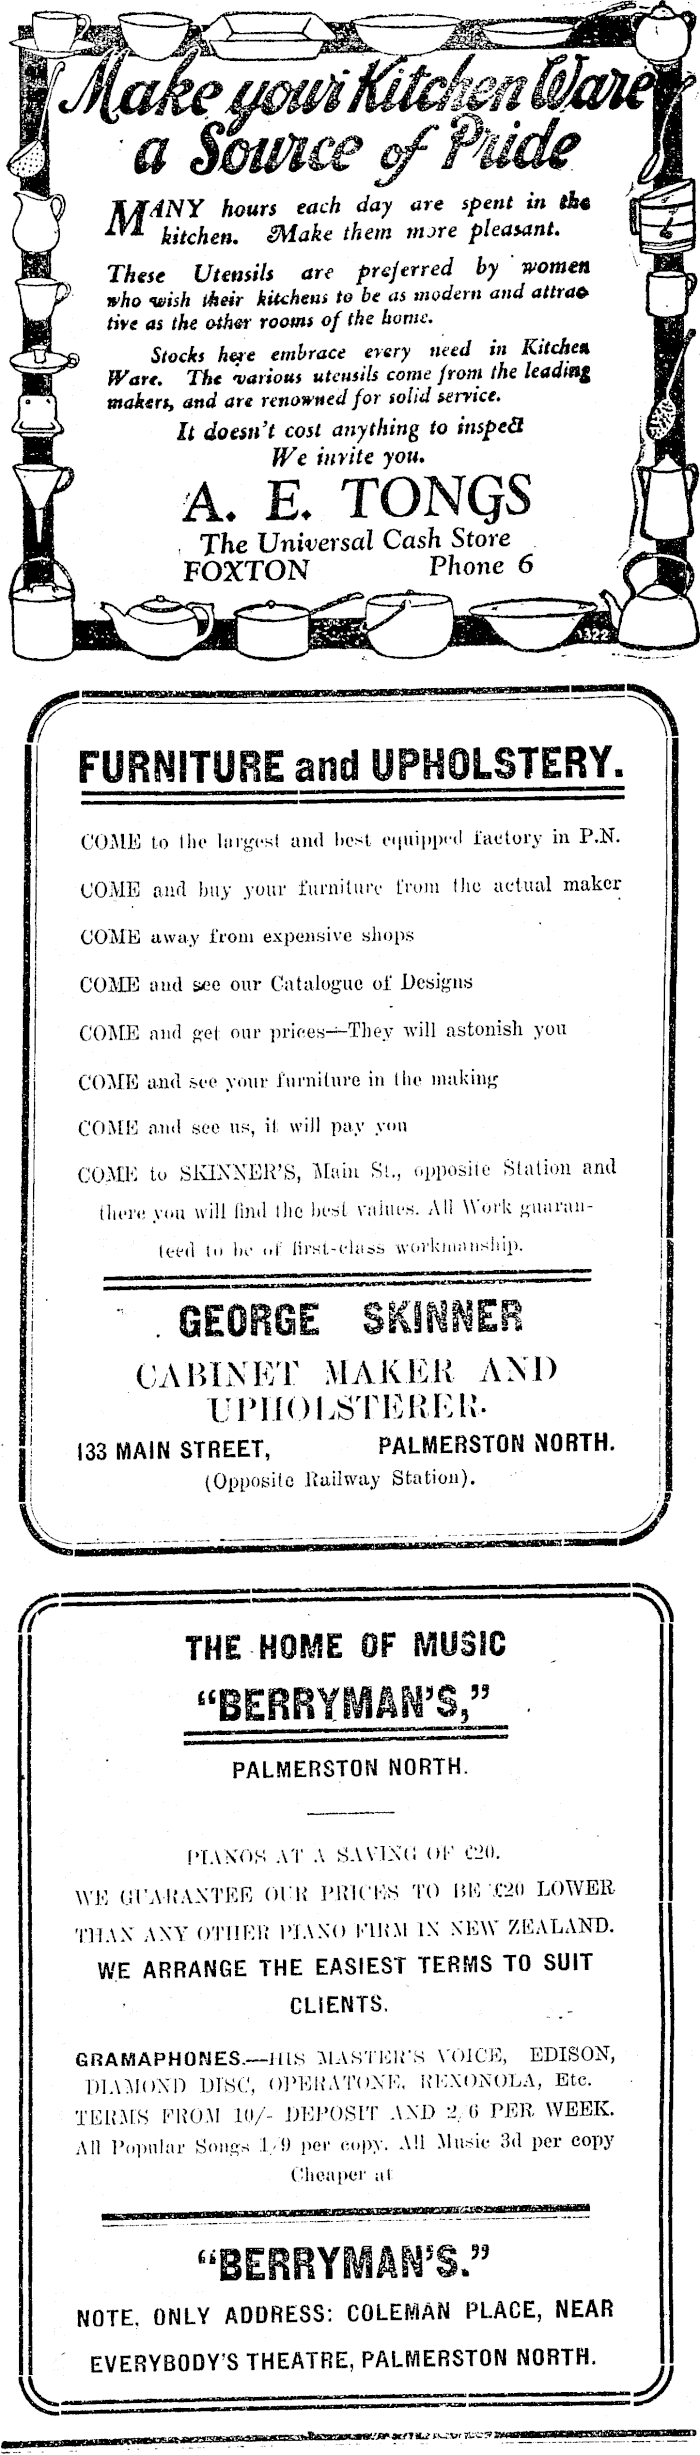 Make your Kitchen Ware
a Source of Pride
MANY hours each day are spent in the
kitchen. Make them more pleasant.
These Utensils are preferred by women
who wish their kitchens to be as modern and attrac-
tive as the other rooms of the home.
Stocks here embrace every need in Kitchen
Ware. The various utensils come from the leading
makers, and are renowned for solid service.
It doesn't cost anything to inspect
We invite you.
A. E. TONGS
The Universal Cash Store
FOXTON Phone 6
1322
FURNITURE and UPHOLSTERY.
COME to the largest and best equipped factory in P.N.
COME and buy your furniture from the actual maker
COME away from expensive shops
COME and see our Catalogue of Designs
COME and get our prices—They will astonish you
COME and see your furniture in the making
COME and see us, it will pay you
COME to SKINNER'S, Main St., opposite Station and
there you will find the best values. All Work guaran-
teed to be of first-class workmanship.
GEORGE SKINNER
CABINET MAKER AND
UPHOLSTERER.
133 MAIN STREET, PALMERSTON NORTH.
(Opposite Railway Station).
THE HOME OF MUSIC
"BERRYMAN'S,"
PALMERSTON NORTH.
PIANOS AT A SAVING OF £20.
WE GUARANTEE OUR PRICES TO BE £20 LOWER
THAN ANY OTHER PIANO FIRM IN NEW ZEALAND.
WE ARRANGE THE EASIEST TERMS TO SUIT
CLIENTS.
GRAMAPHONES.—HIS MASTER'S VOICE, EDISON,
DIAMOND DISC, OPERATONE, REXONOLA, Etc.
TERMS FROM 10/- DEPOSIT AND 2/6 PER WEEK.
All Popular Songs 1/9 per copy. All Music 3d per copy
Cheaper at
"BERRYMAN'S."
NOTE. ONLY ADDRESS: COLEMAN PLACE, NEAR
EVERYBODY'S THEATRE, PALMERSTON NORTH.